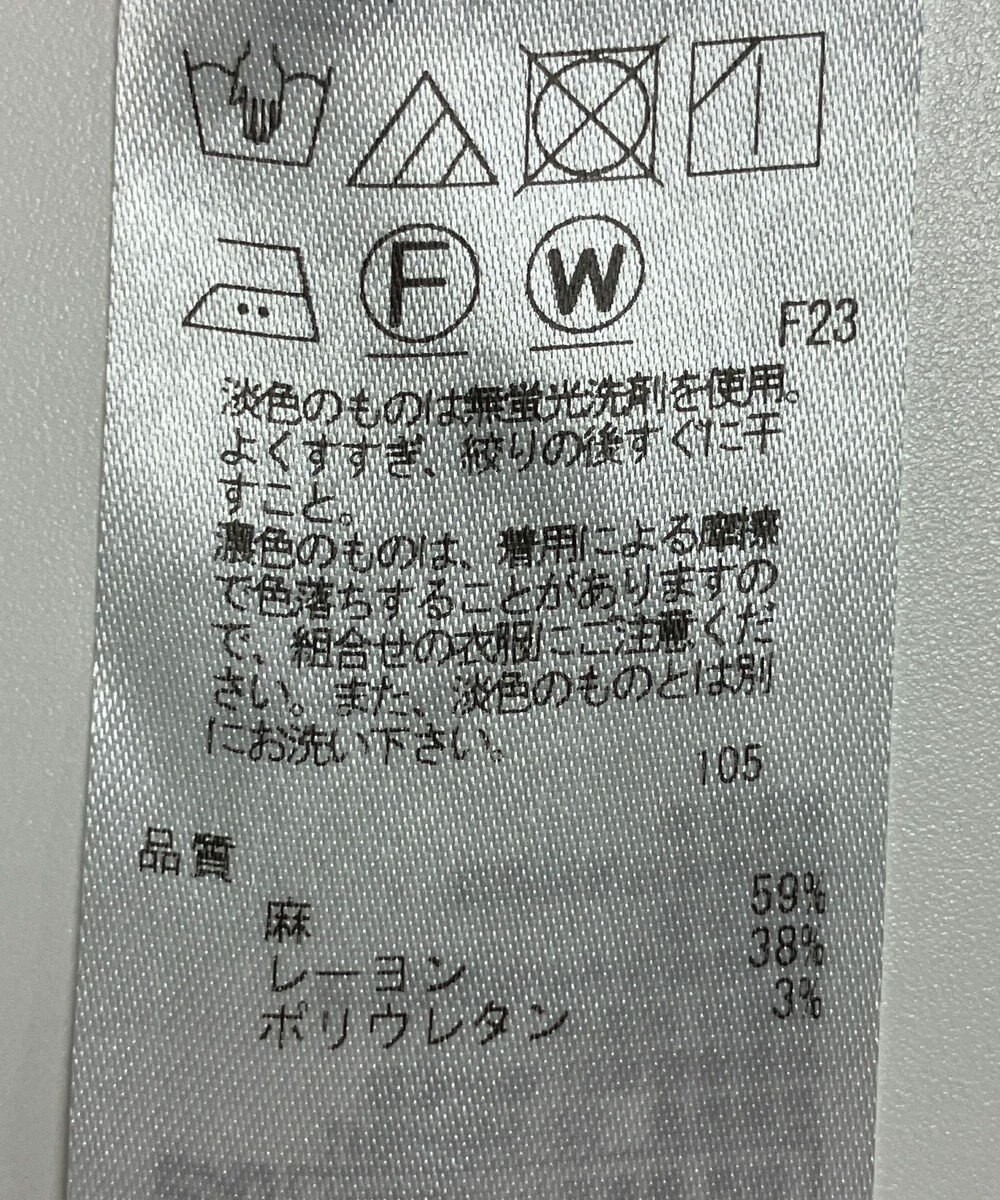 F
W
F23
淡色のものは無蛍光洗剤を使用。
よくすすぎ、絞りの後すぐに干
すこと。
濃色のものは、着用による摩擦
で色落ちすることがありますの
で、組合せの衣服にご注意くだ
さい。また、淡色のものとは別
にお洗い下さい。
105
品質
麻 59%
レーヨン 38%
ポリウレタン 3%